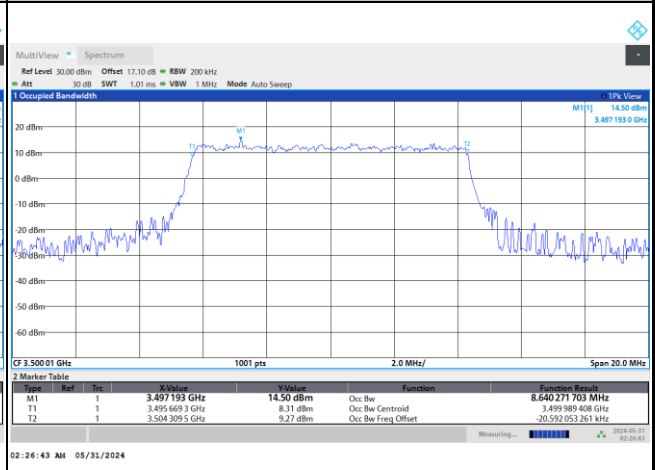 MultiView Spectrum
Ref Level 30.00 dBm Offset 17.10 dB RBW 200 kHz
Att 30 dB SWT 1.01 ms VBW 1 MHz Mode Auto Sweep
1 Occupied Bandwidth 1Pk View
M1[1] 14.50 dBm
3.497 193 0 GHz
20 dBm
M1
T1
T2
10 dBm
0 dBm
-10 dBm
-20 dBm
-30 dBm
-40 dBm
-50 dBm
-60 dBm
CF 3.500 01 GHz 1001 pts 2.0 MHz/ Span 20.0 MHz
2 Marker Table
Type Ref Trc X-Value Y-Value Function Function Result
M1 1 3.497 193 GHz 14.50 dBm Occ Bw 8.640 271 703 MHz
T1 1 3.495 669 3 GHz 8.31 dBm Occ Bw Centroid 3.499 989 408 GHz
T2 1 3.504 309 5 GHz 9.27 dBm Occ Bw Freq Offset -20.592 053 261 kHz
Measuring... 2024-05-31
02:26:43
02:26:43 AM 05/31/2024